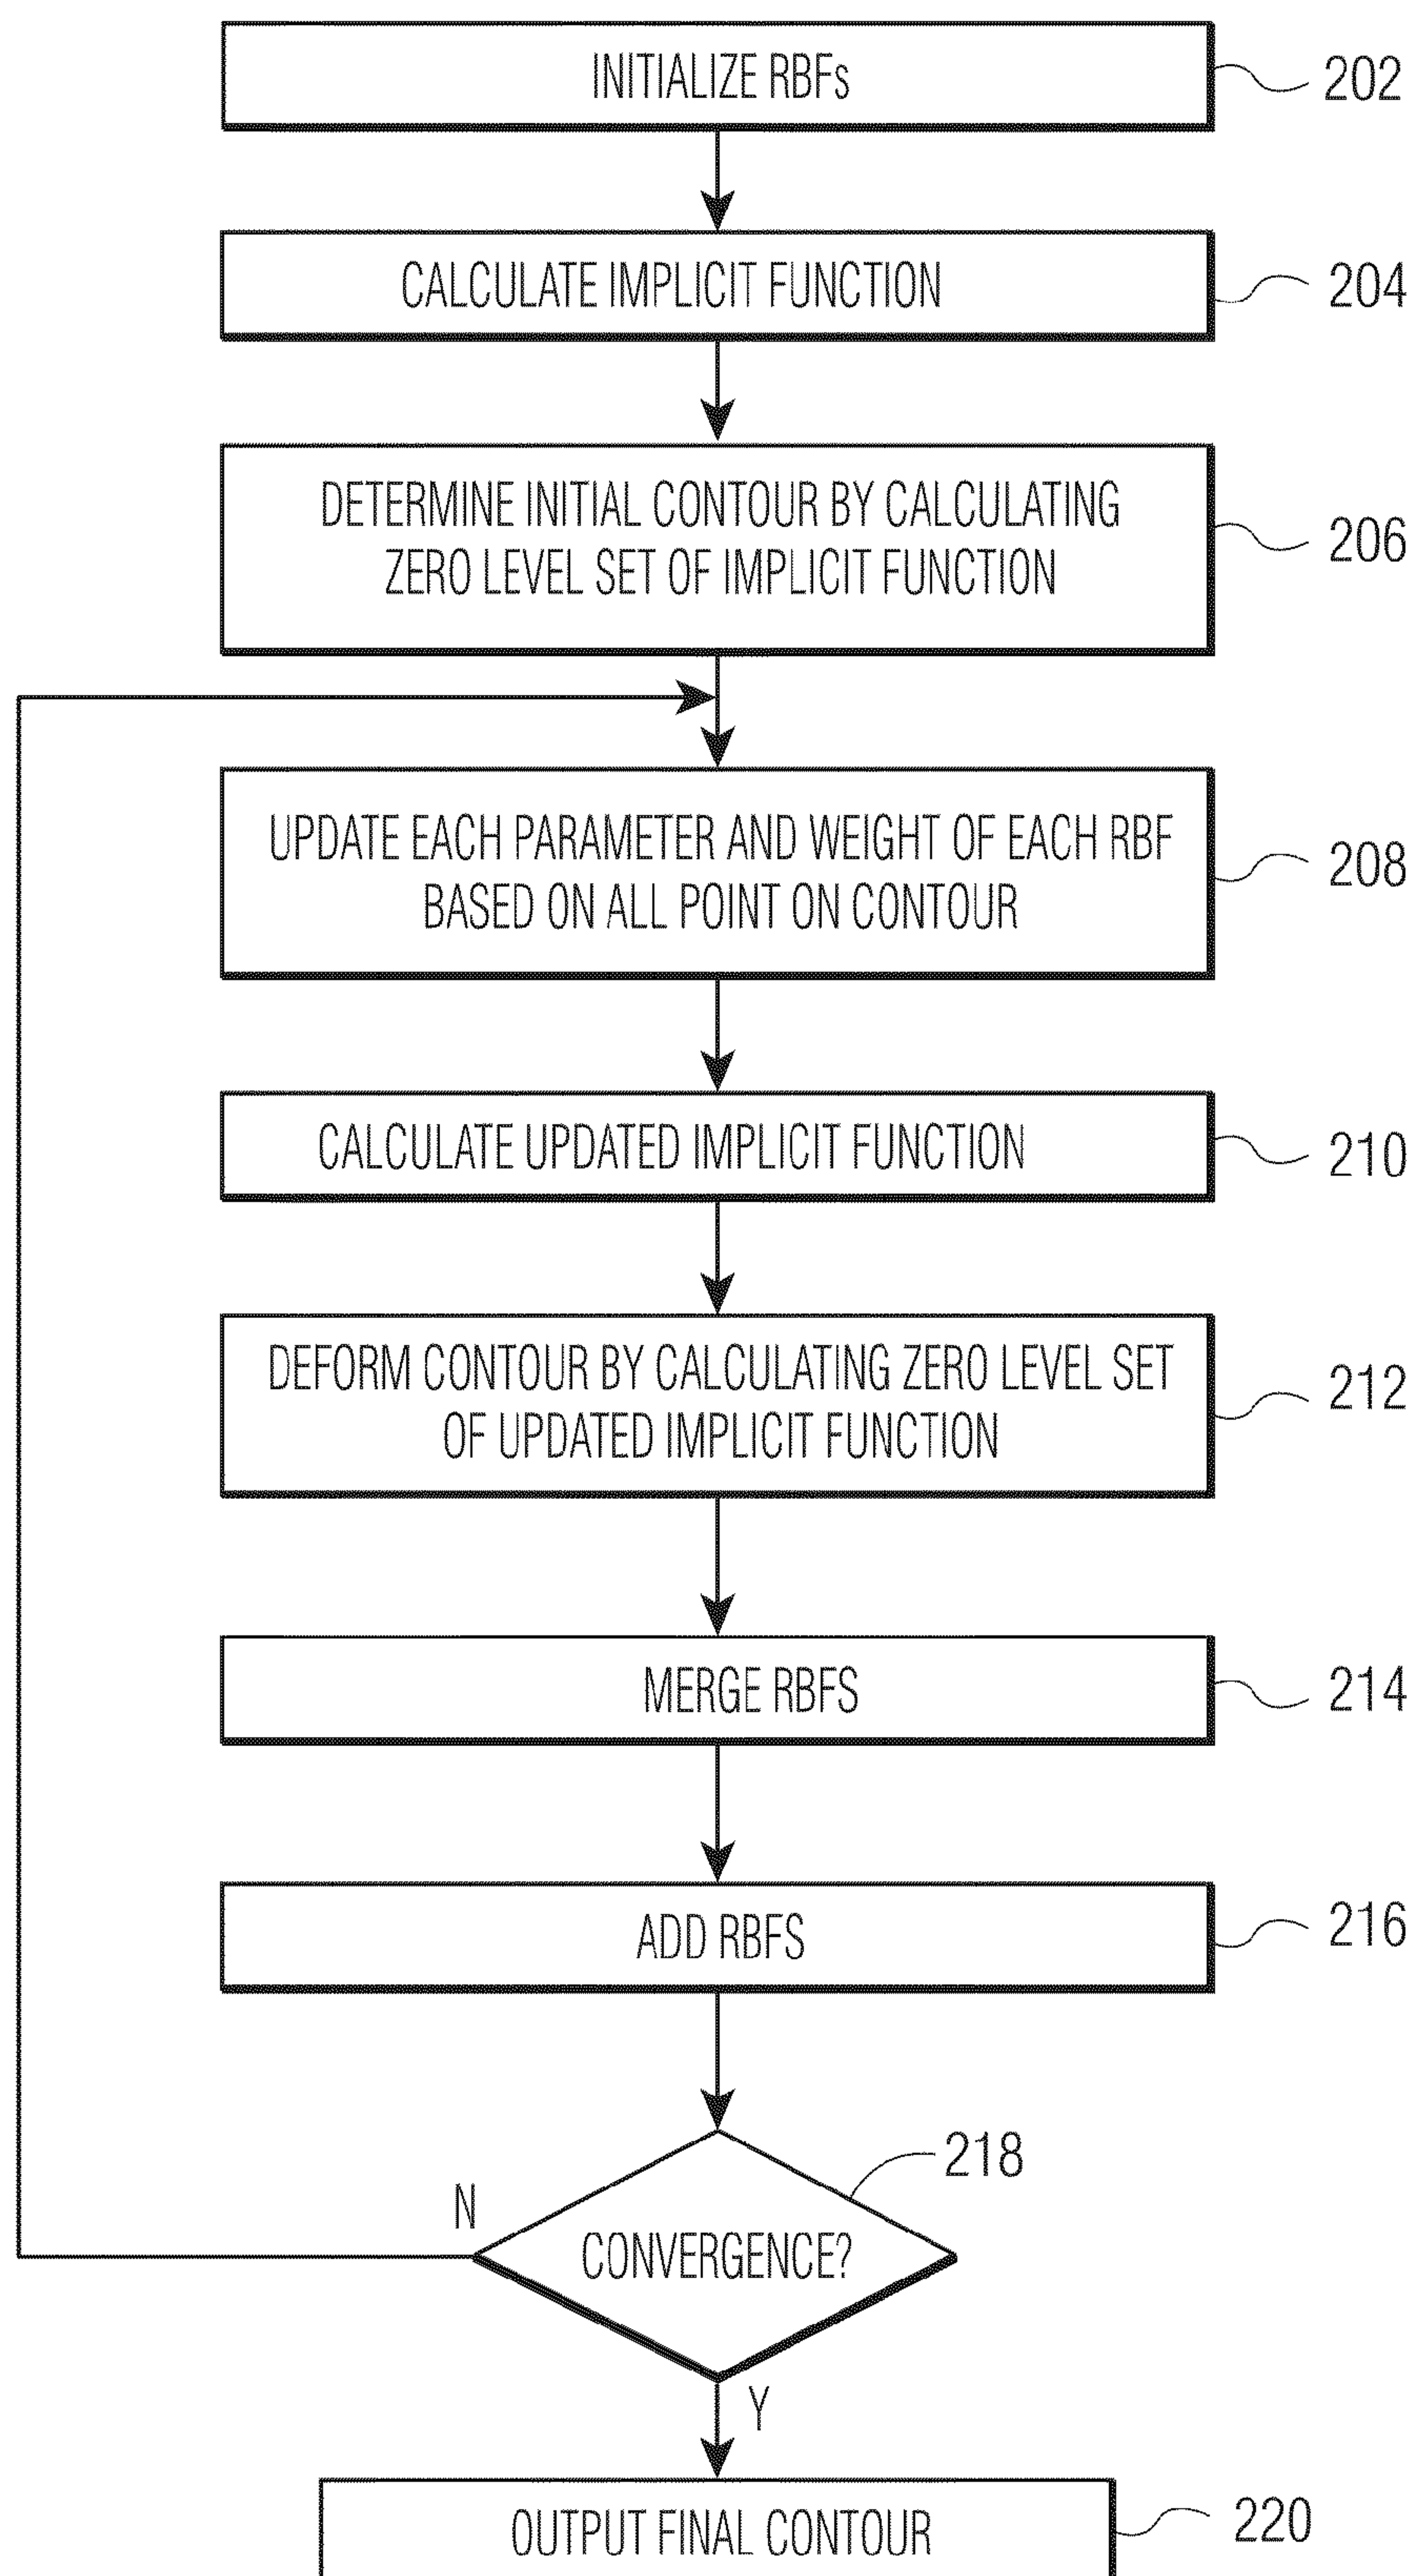 INITIALIZE RBFs
202
CALCULATE IMPLICIT FUNCTION
204
DETERMINE INITIAL CONTOUR BY CALCULATING
ZERO LEVEL SET OF IMPLICIT FUNCTION
206
UPDATE EACH PARAMETER AND WEIGHT OF EACH RBF
BASED ON ALL POINT ON CONTOUR
208
CALCULATE UPDATED IMPLICIT FUNCTION
210
DEFORM CONTOUR BY CALCULATING ZERO LEVEL SET
OF UPDATED IMPLICIT FUNCTION
212
MERGE RBFS
214
ADD RBFS
216
218
N
CONVERGENCE?
Y
OUTPUT FINAL CONTOUR
220